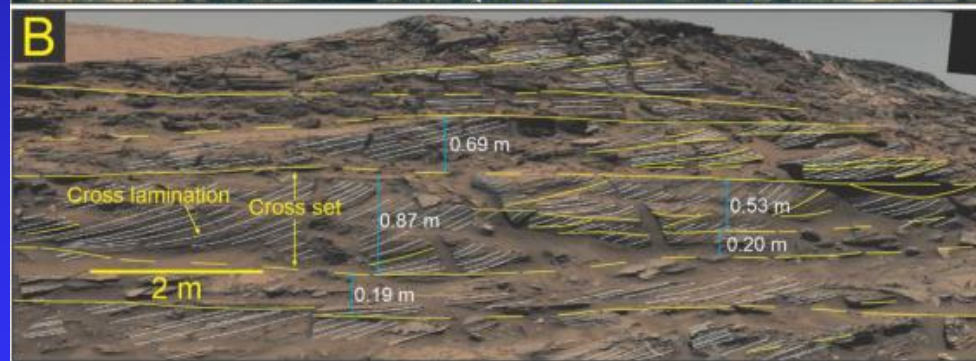 B
0.69 m
Cross lamination
Cross set
0.87 m
0.53 m
0.20 m
2 m
0.19 m